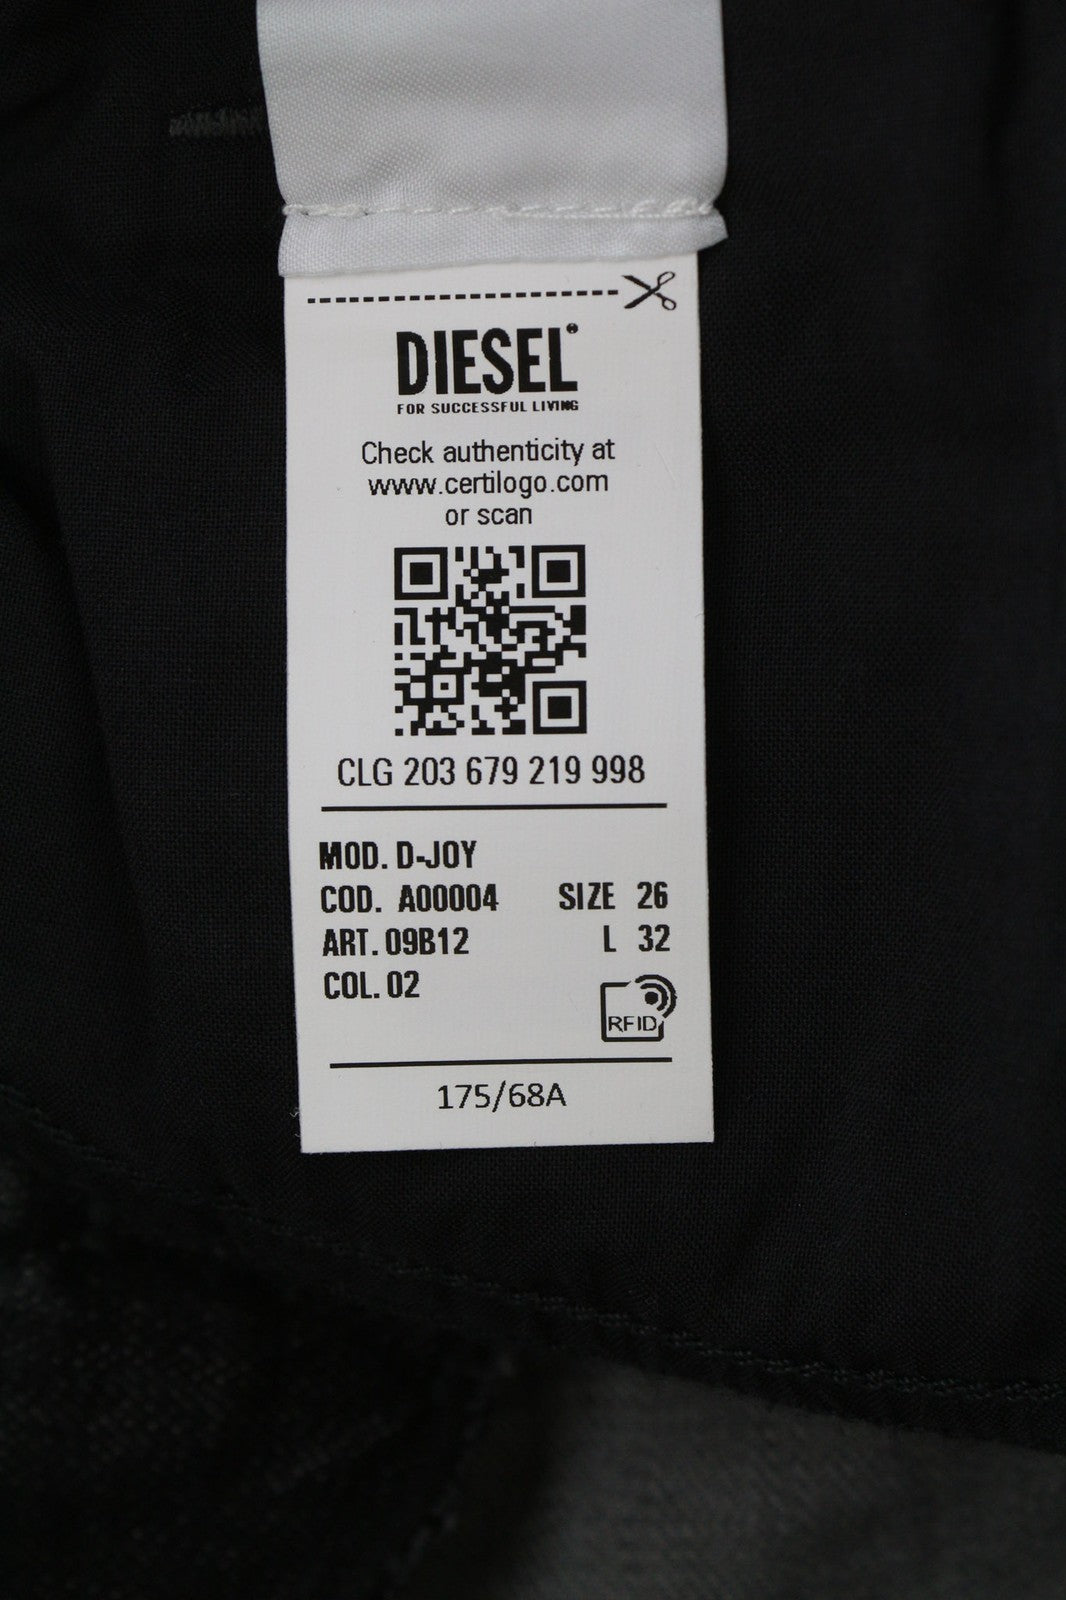 DIESEL®
FOR SUCCESSFUL LIVING
Check authenticity at
www.certilogo.com
or scan
CLG 203 679 219 998
MOD. D-JOY
COD. A00004 SIZE 26
ART. 09B12 L 32
COL. 02
RFID
175/68A